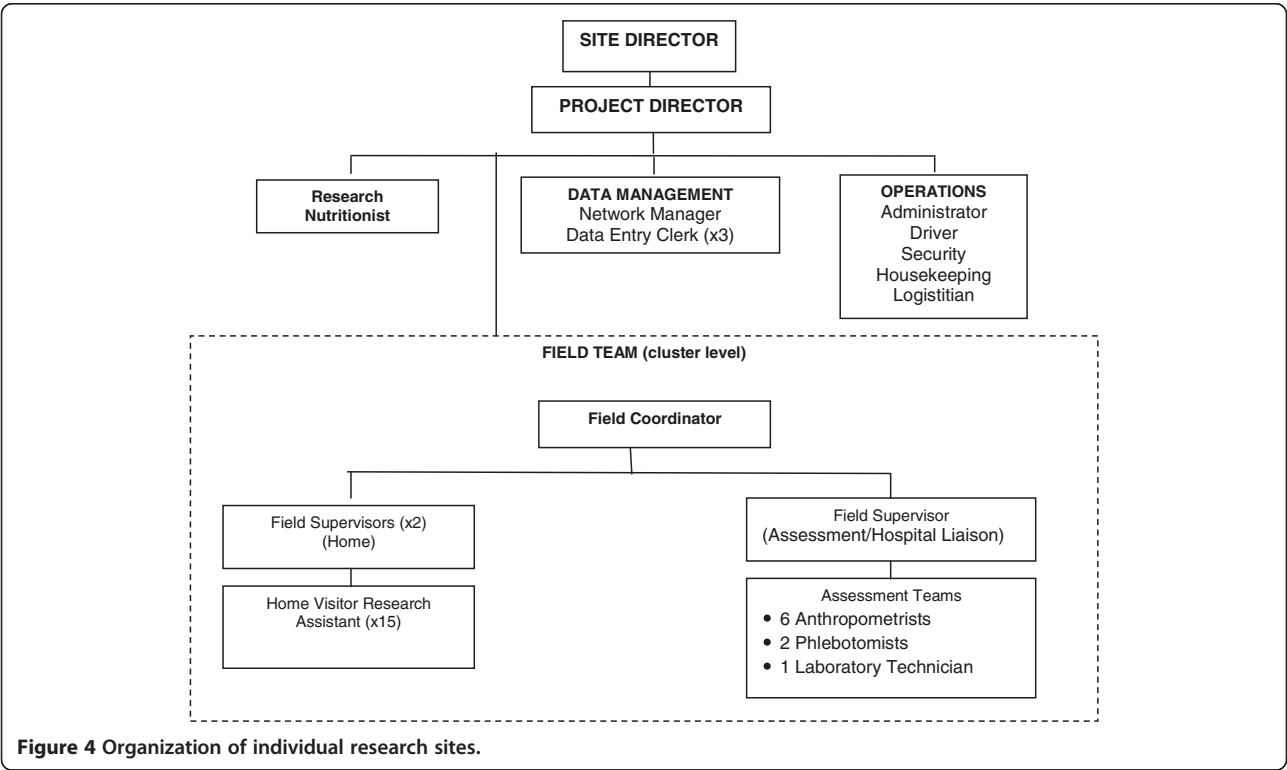 SITE DIRECTOR
PROJECT DIRECTOR
Research
Nutritionist
DATA MANAGEMENT
Network Manager
Data Entry Clerk (x3)
OPERATIONS
Administrator
Driver
Security
Housekeeping
Logistitian
FIELD TEAM (cluster level)
Field Coordinator
Field Supervisors (x2)
(Home)
Home Visitor Research
Assistant (x15)
Field Supervisor
(Assessment/Hospital Liaison)
Assessment Teams
• 6 Anthropometrists
• 2 Phlebotomists
• 1 Laboratory Technician
Figure 4 Organization of individual research sites.